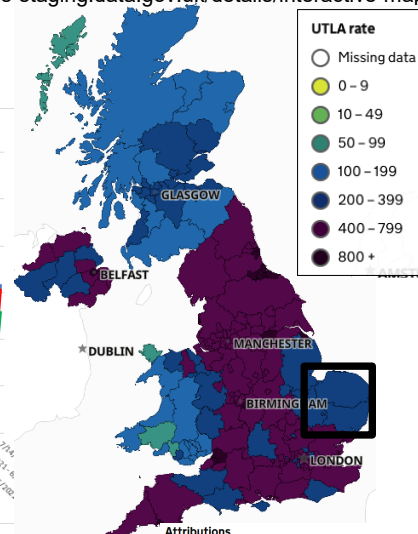 UTLA rate
Missing data
0 – 9
10 – 49
50 – 99
100 – 199
200 – 399
400 – 799
800 +
GLASGOW
BELFAST
DUBLIN
MANCHESTER
BIRMINGHAM
LONDON
Attributions